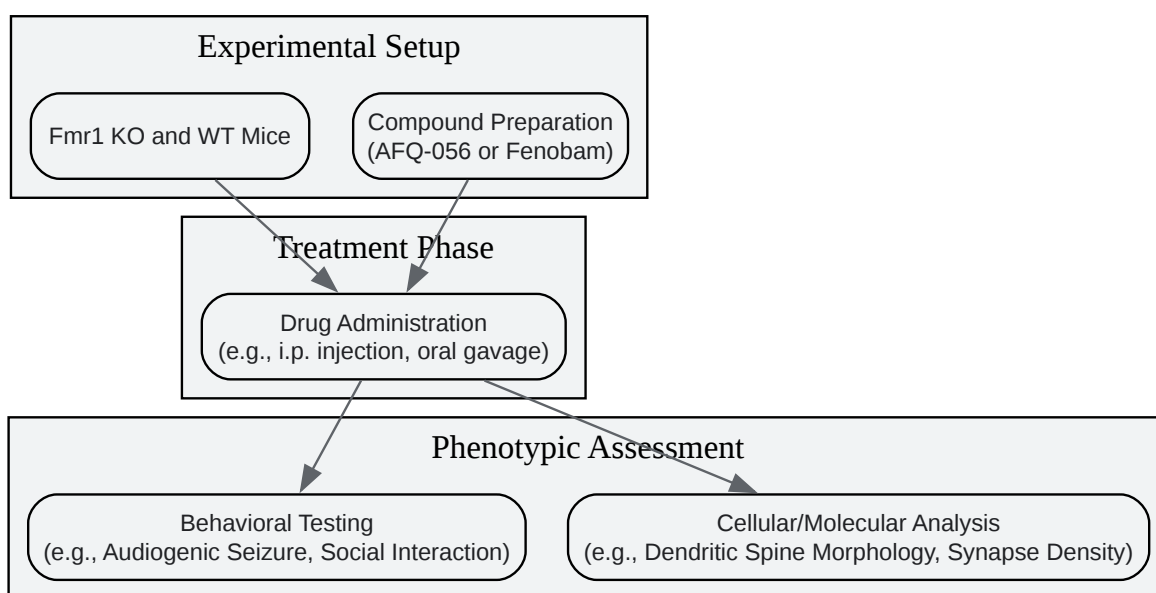 Experimental Setup
Fmr1 KO and WT Mice
Compound Preparation
(AFQ-056 or Fenobam)
Treatment Phase
Drug Administration
(e.g., i.p. injection, oral gavage)
Phenotypic Assessment
Behavioral Testing
(e.g., Audiogenic Seizure, Social Interaction)
Cellular/Molecular Analysis
(e.g., Dendritic Spine Morphology, Synapse Density)